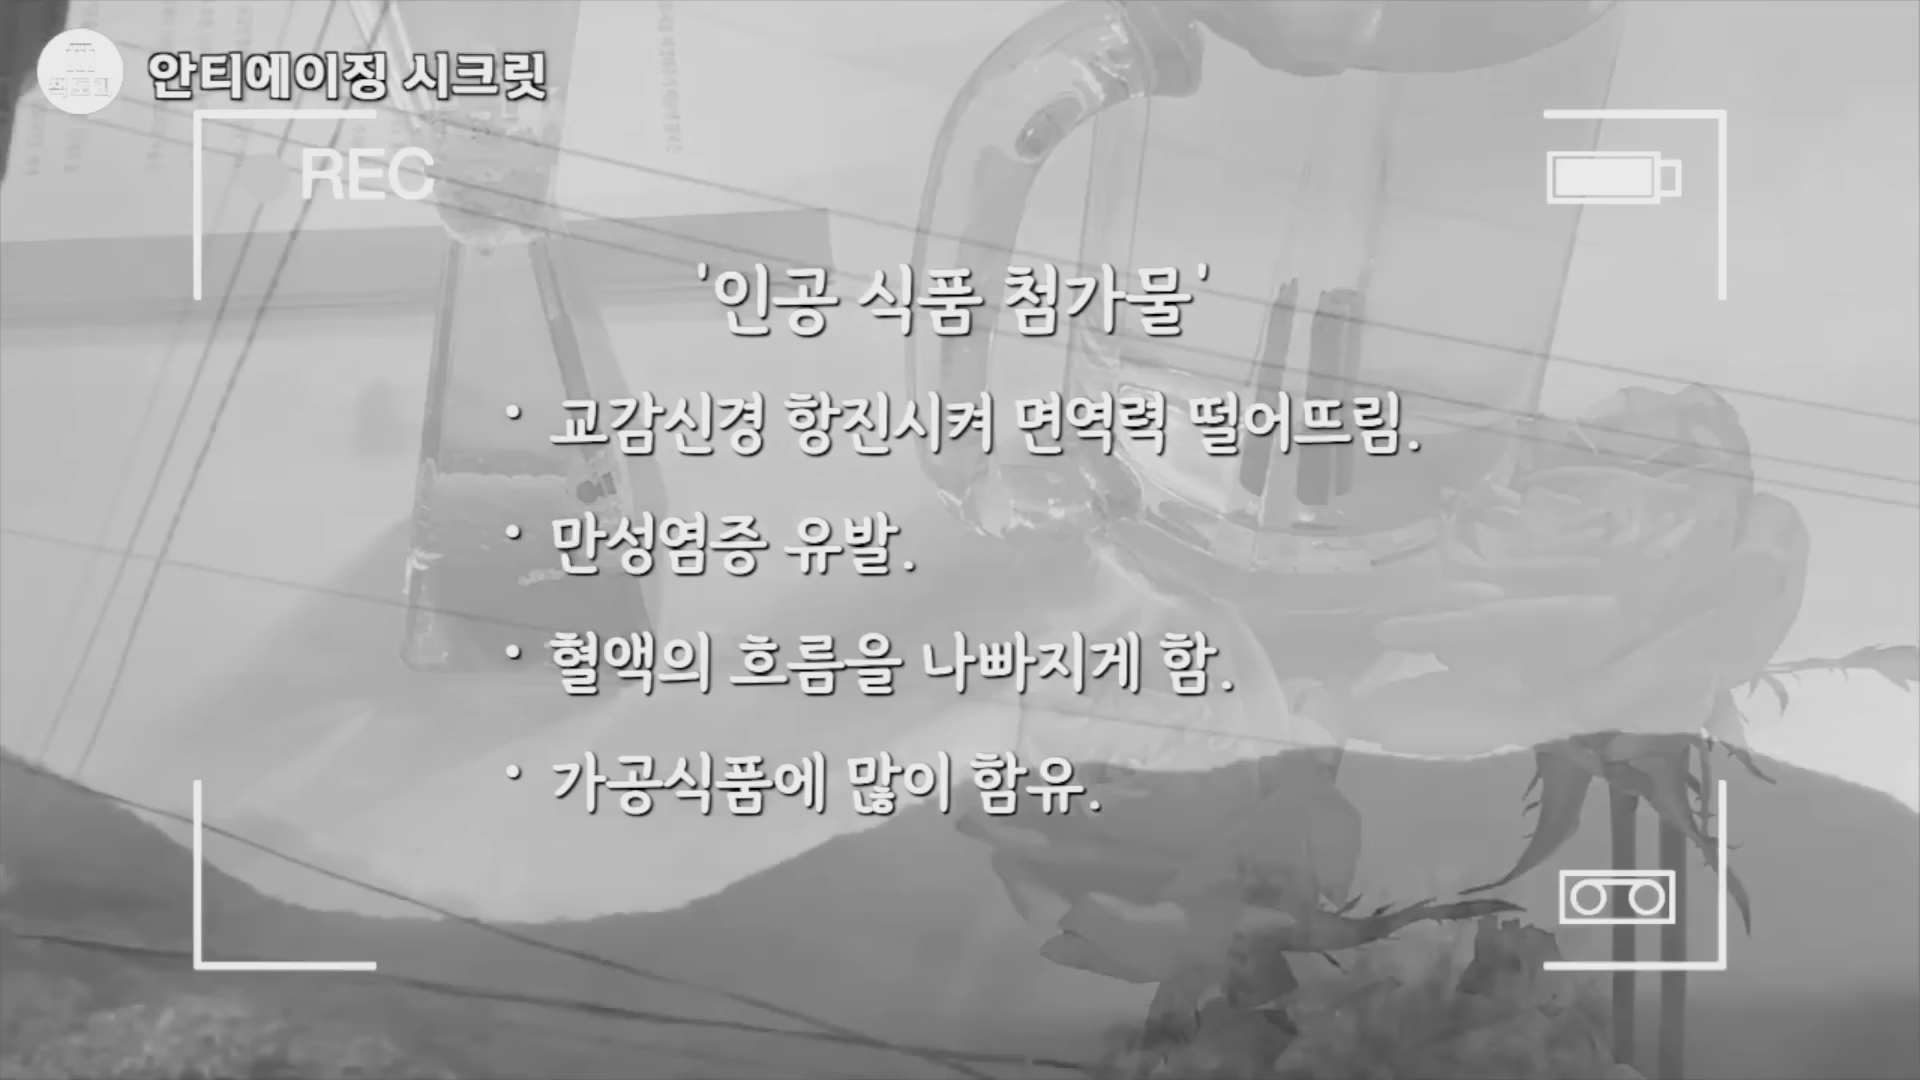 안티에이징 시크릿
REC
'인공 식품 첨가물'
· 교감신경 항진시켜 면역력 떨어뜨림.
· 만성염증 유발.
· 혈액의 흐름을 나빠지게 함.
· 가공식품에 많이 함유.